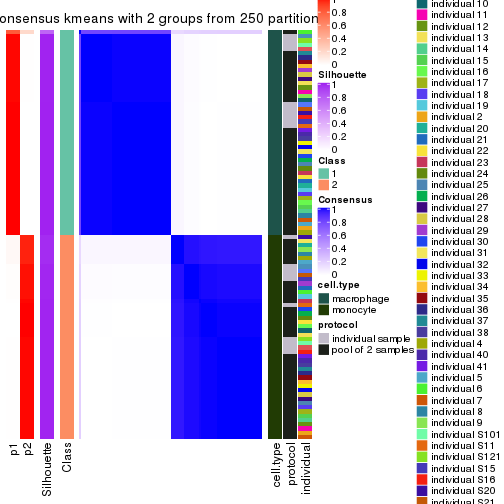 onsensus kmeans with 2 groups from 250 partition
0.8
0.6
0.4
0.2
0
Silhouette
1
0.8
0.6
0.4
0.2
0
Class
1
2
Consensus
1
0.8
0.6
0.4
0.2
0
cell.type
macrophage
monocyte
protocol
individual sample
pool of 2 samples
individual 10
individual 11
individual 12
individual 13
individual 14
individual 15
individual 16
individual 17
individual 18
individual 19
individual 2
individual 20
individual 21
individual 22
individual 23
individual 24
individual 25
individual 26
individual 27
individual 28
individual 29
individual 30
individual 31
individual 32
individual 33
individual 34
individual 35
individual 36
individual 37
individual 38
individual 4
individual 40
individual 41
individual 6
individual 7
individual 8
individual 9
individual S101
individual S11
individual S121
individual S15
individual S16
individual S20
individual S21
p1
p2
Silhouette
Class
cell.type
protocol
individual